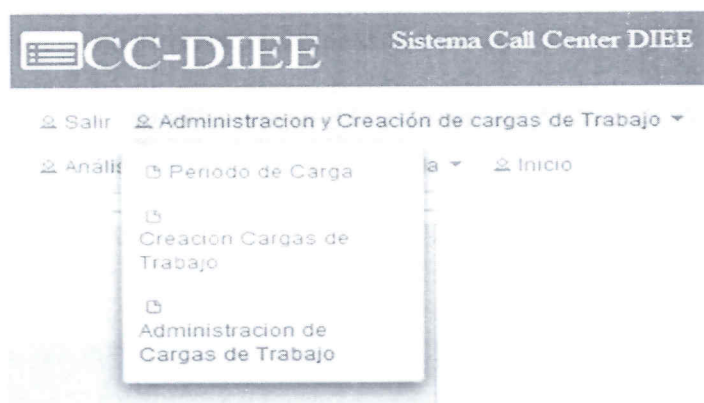 CC-DIEE
Sistema Call Center DIEE
Salir Administracion y Creación de cargas de Trabajo
Anális a Inicio
Periodo de Carga
Creacion Cargas de
Trabajo
Administracion de
Cargas de Trabajo